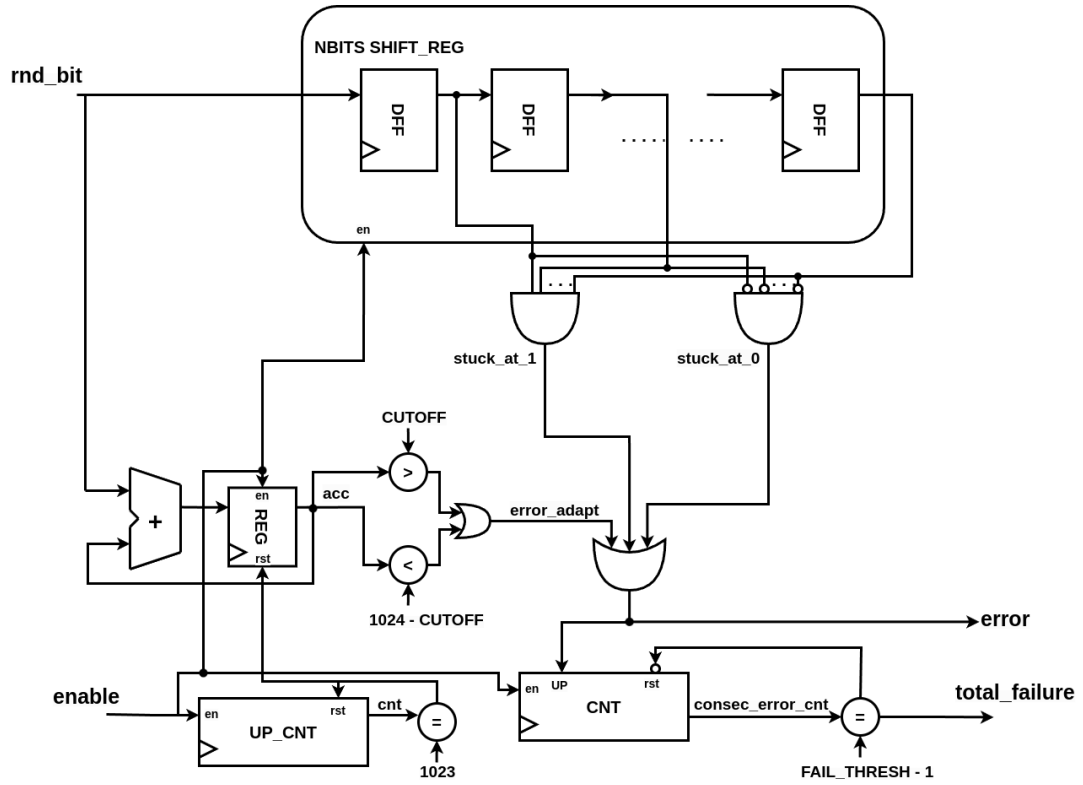 NBITS SHIFT_REG
rnd_bit
DFF
DFF
DFF
. . . . . . . . .
en
. . .
. . .
stuck_at_1
stuck_at_0
CUTOFF
>
en
acc
REG
+
rst
error_adapt
<
1024 - CUTOFF
error
enable
en
rst
cnt
UP_CNT
=
1023
en
UP
rst
CNT
consec_error_cnt
=
total_failure
FAIL_THRESH - 1